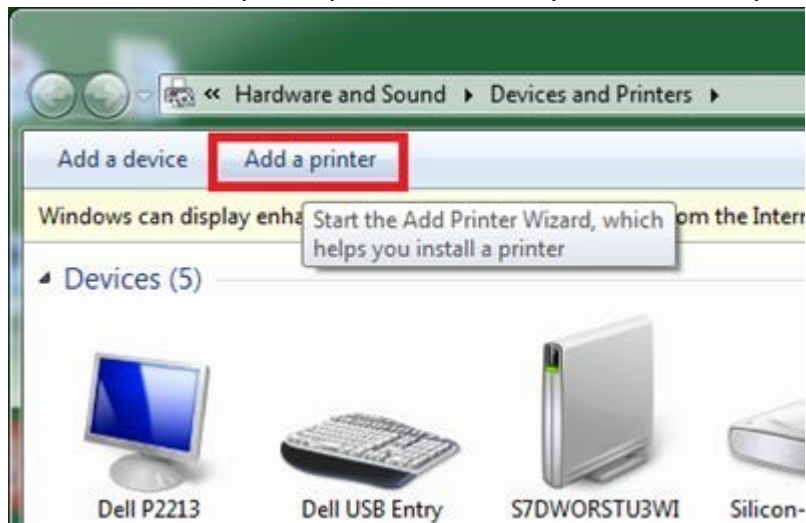 « Hardware and Sound ▸ Devices and Printers ▸
Add a device Add a printer
Windows can display enha
om the Intern
Start the Add Printer Wizard, which
helps you install a printer
Devices (5)
Dell P2213 Dell USB Entry S7DWORSTU3WI Silicon-